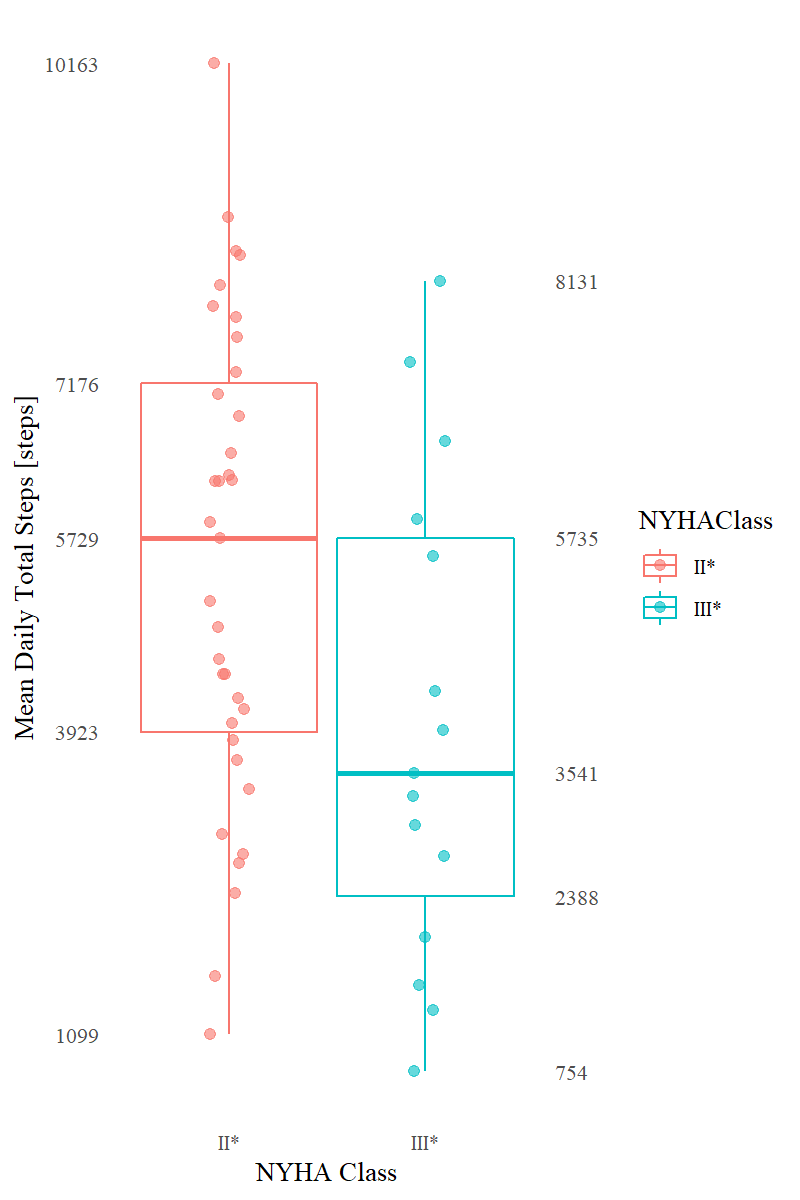 10163
8131
7176
5729
3923
1099
5735
3541
2388
754
Mean Daily Total Steps [steps]
II*
III*
NYHA Class
NYHAClass
II*
III*